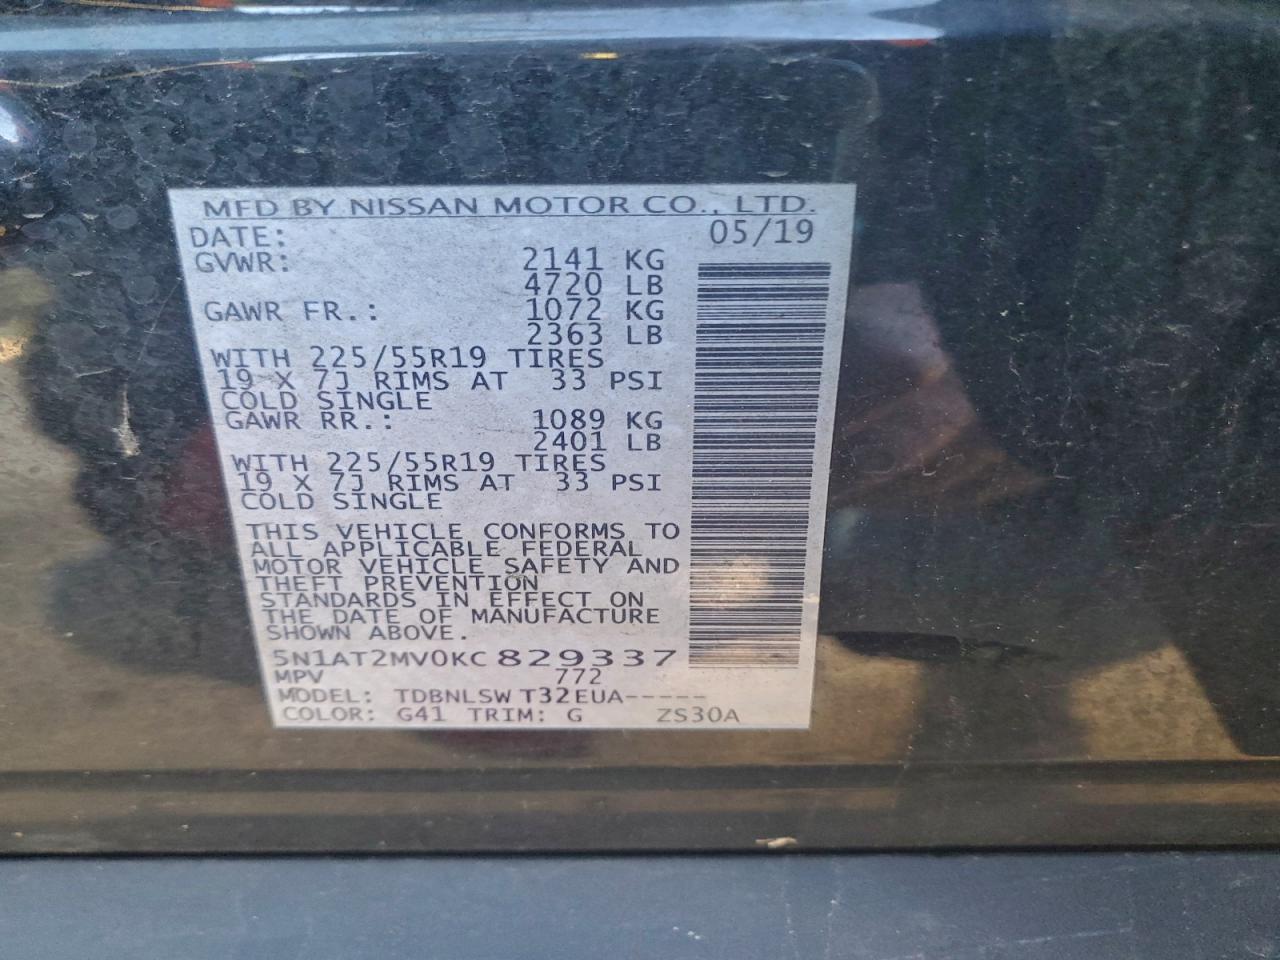 MFD BY NISSAN MOTOR CO., LTD.
DATE: 05/19
GVWR: 2141 KG
4720 LB
GAWR FR.: 1072 KG
2363 LB
WITH 225/55R19 TIRES
19 X 7J RIMS AT 33 PSI
COLD SINGLE
GAWR RR.: 1089 KG
2401 LB
WITH 225/55R19 TIRES
19 X 7J RIMS AT 33 PSI
COLD SINGLE
THIS VEHICLE CONFORMS TO
ALL APPLICABLE FEDERAL
MOTOR VEHICLE SAFETY AND
THEFT PREVENTION
STANDARDS IN EFFECT ON
THE DATE OF MANUFACTURE
SHOWN ABOVE.
5N1AT2MV0KC829337
MPV 772
MODEL: TDBNLSW T32EUA-----
COLOR: G41 TRIM: G ZS30A